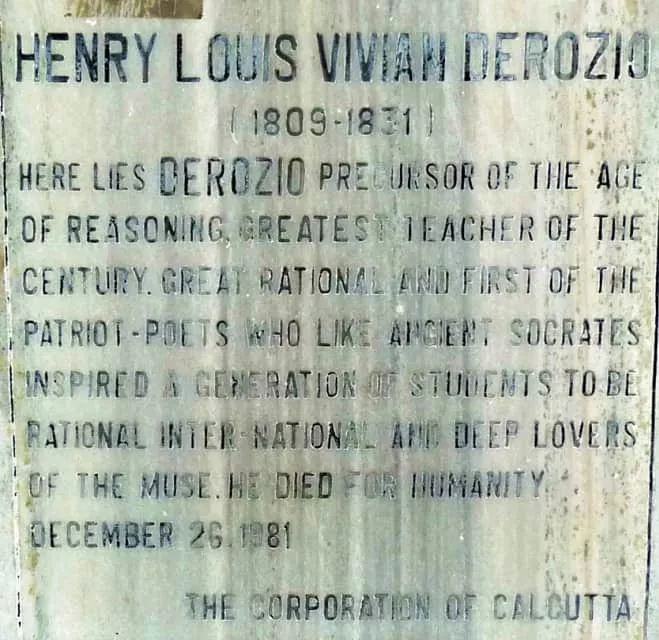 HENRY LOUIS VIVIAN DEROZIO
(1809-1831)
HERE LIES DEROZIO PRECURSOR OF THE AGE
OF REASONING, GREATEST TEACHER OF THE
CENTURY. GREAT RATIONAL AND FIRST OF THE
PATRIOT-POETS WHO LIKE ANCIENT SOCRATES
INSPIRED A GENERATION OF STUDENTS TO BE
RATIONAL INTER-NATIONAL AND DEEP LOVERS
OF THE MUSE. HE DIED FOR HUMANITY.
DECEMBER 26.1981
THE CORPORATION OF CALCUTTA